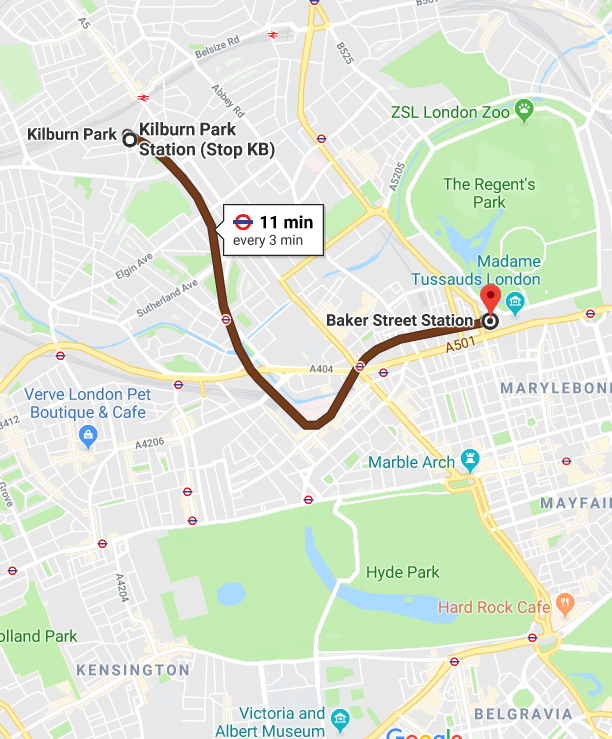 A5
Belsize Rd
B525
B509
Abbey Rd
ZSL London Zoo
Kilburn Park
Kilburn Park
Station (Stop KB)
A5205
The Regent's
Park
11 min
every 3 min
Elgin Ave
Madame
Tussauds London
Sutherland Ave
Baker Street Station
A501
A404
MARYLEBON
Verve London Pet
Boutique & Cafe
B412
A4206
Marble Arch
Grove
MAYFAI
Hyde Park
A4204
Hard Rock Cafe
olland Park
KENSINGTON
Victoria and
Albert Museum
BELGRAVIA
Google